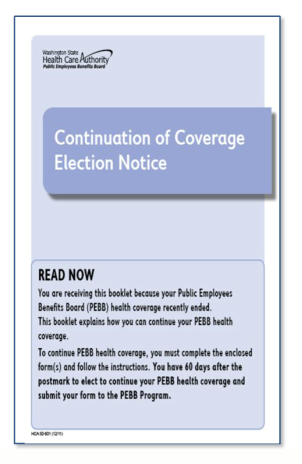 Washington State
Health Care Authority
Public Employees Benefits Board
Continuation of Coverage
Election Notice
READ NOW
You are receiving this booklet because your Public Employees
Benefits Board (PEBB) health coverage recently ended.
This booklet explains how you can continue your PEBB health
coverage.
To continue PEBB health coverage, you must complete the enclosed
form(s) and follow the instructions. You have 60 days after the
postmark to elect to continue your PEBB health coverage and
submit your form to the PEBB Program.
HCA 50-801 (12/11)